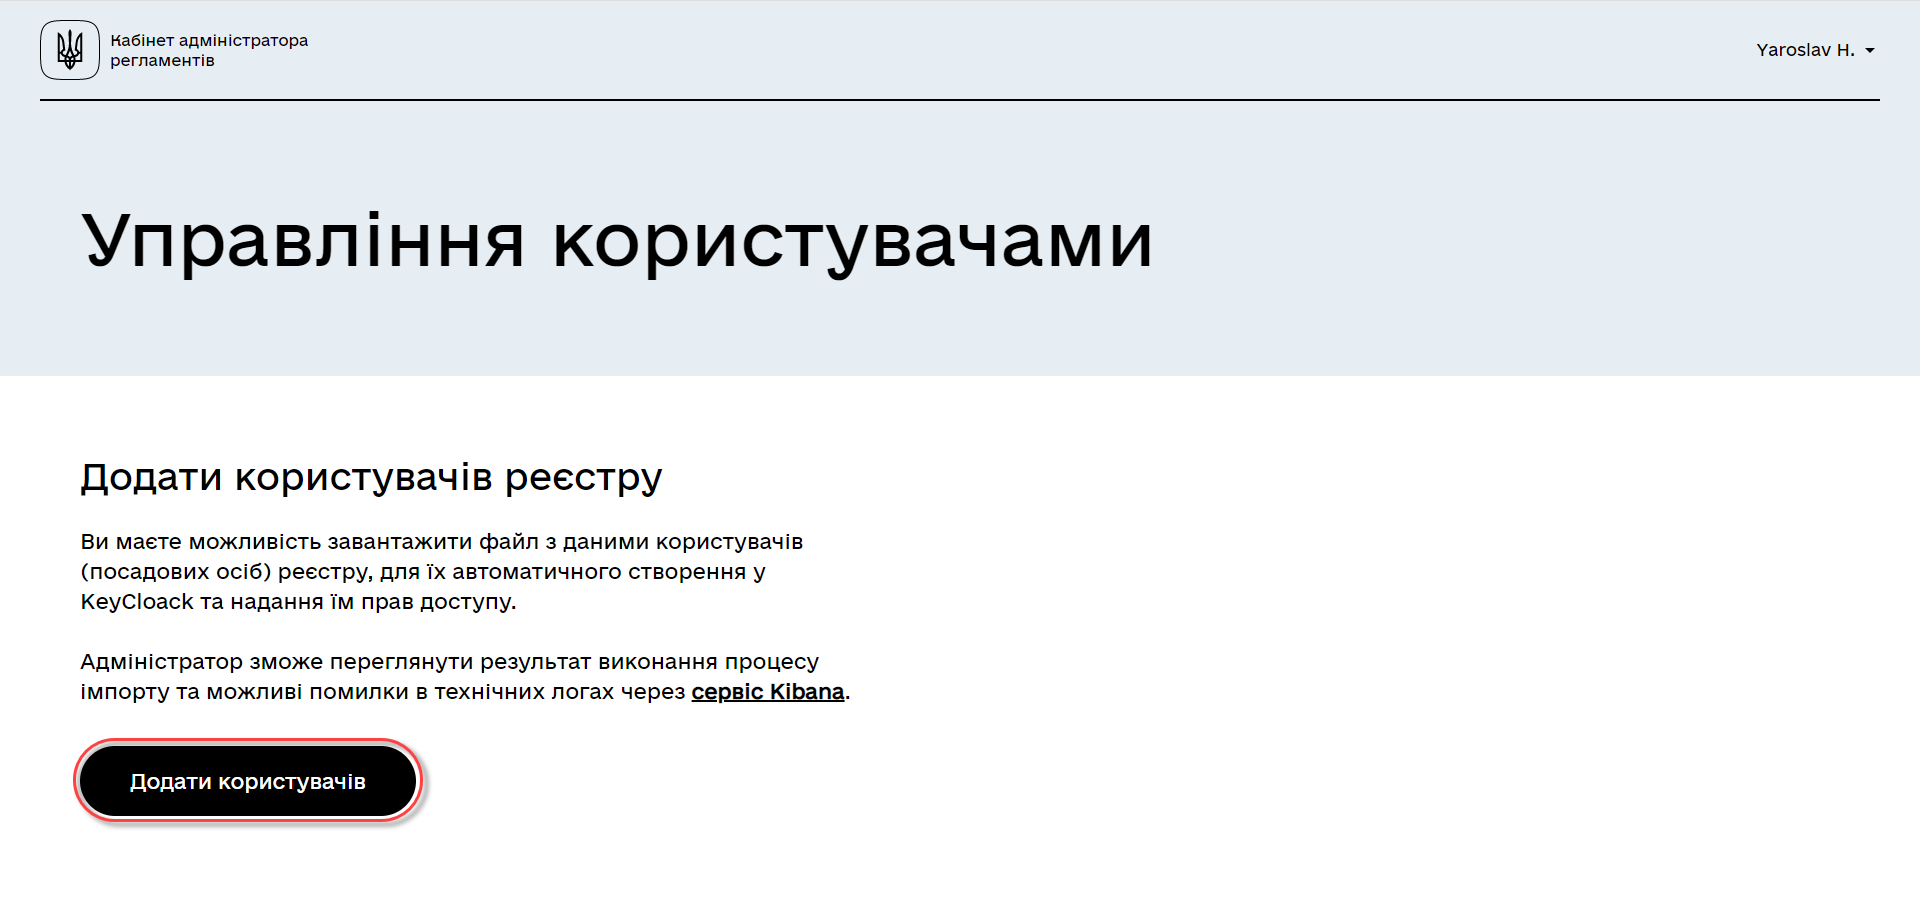 Кабінет адміністратора
регламентів
Yaroslav H.
Управління користувачами
Додати користувачів реєстру
Ви маєте можливість завантажити файл з даними користувачів
(посадових осіб) реєстру, для їх автоматичного створення у
KeyCloack та надання їм прав доступу.
Адміністратор зможе переглянути результат виконання процесу
імпорту та можливі помилки в технічних логах через сервіс Kibana.
Додати користувачів